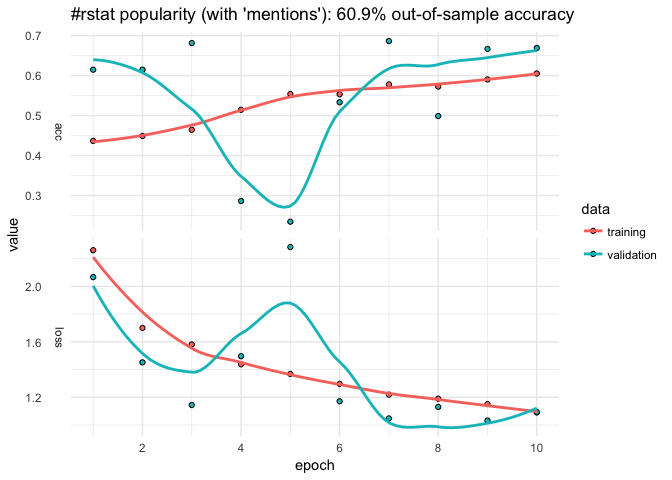 #rstat popularity (with 'mentions'): 60.9% out-of-sample accuracy
0.7
0.6
0.5
0.4
0.3
acc
2.0
1.6
1.2
loss
value
2 4 6 8 10
epoch
data
training
validation